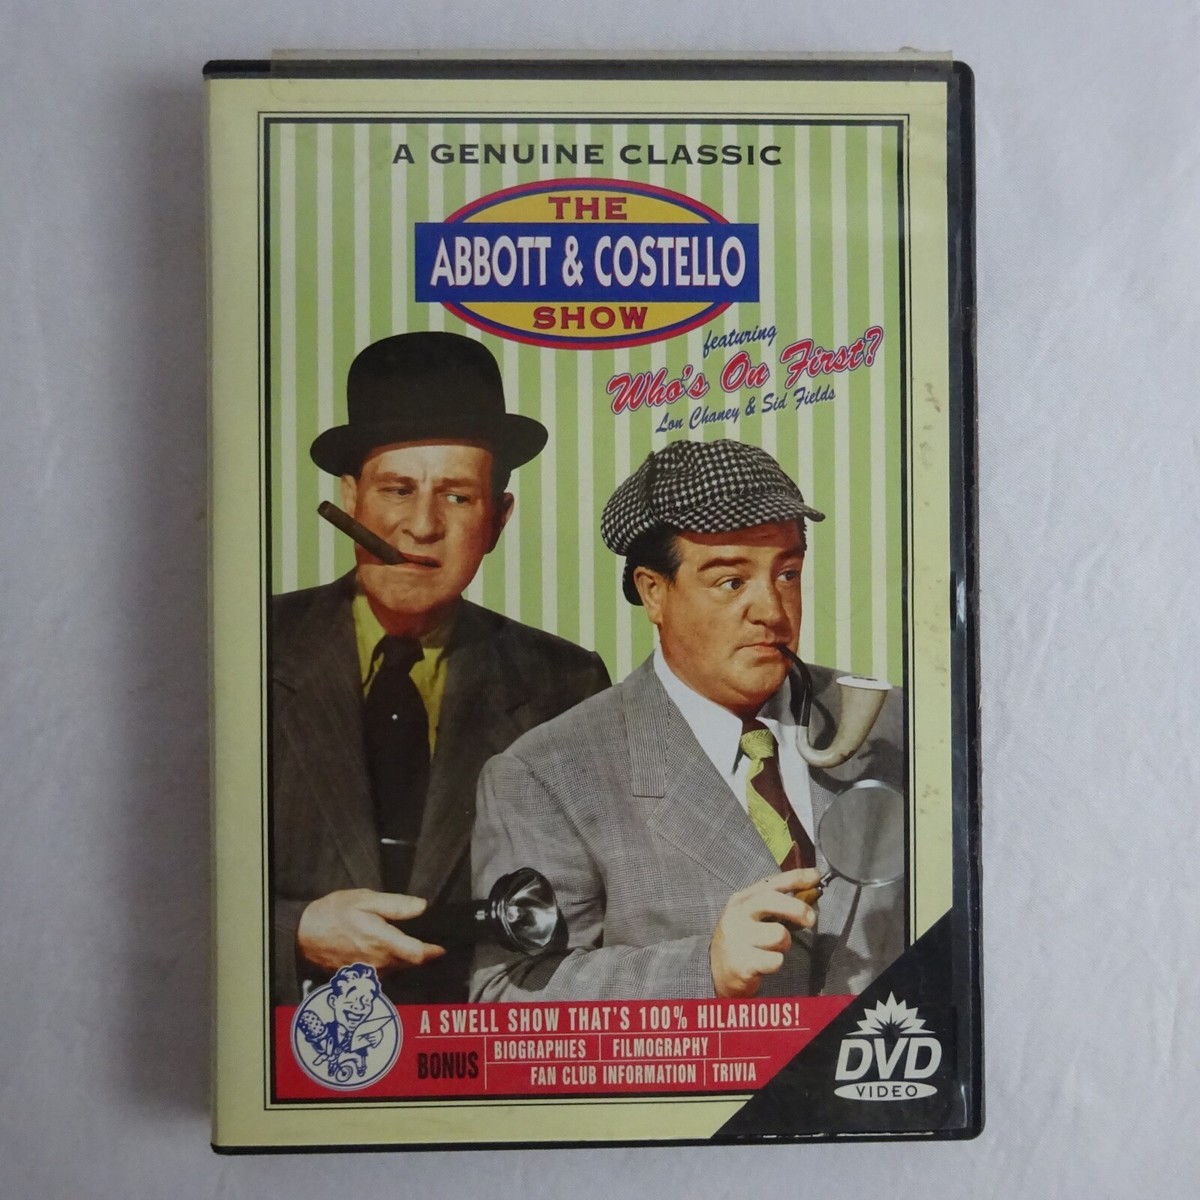 A GENUINE CLASSIC
THE
ABBOTT & COSTELLO
SHOW
featuring
Who's On First?
Lon Chaney & Sid Fields
A SWELL SHOW THAT'S 100% HILARIOUS!
BONUS BIOGRAPHIES FILMOGRAPHY
FAN CLUB INFORMATION TRIVIA
DVD
VIDEO